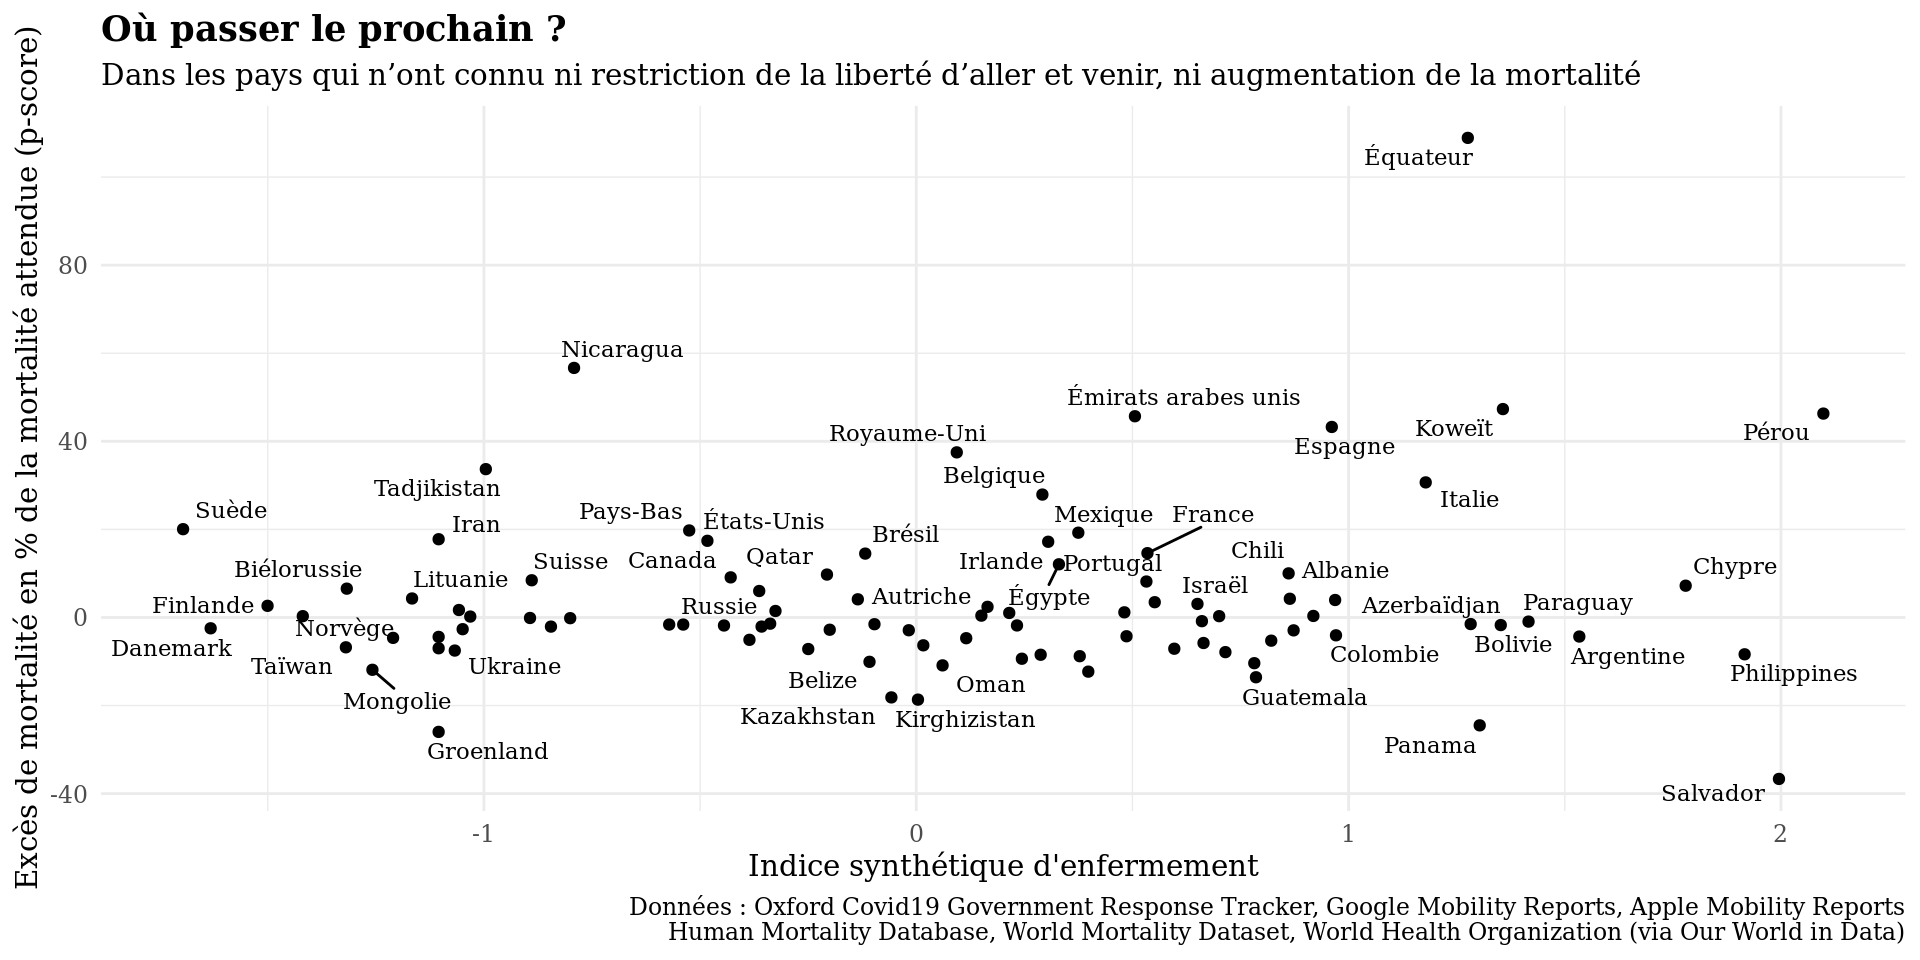 Où passer le prochain ?
Dans les pays qui n’ont connu ni restriction de la liberté d’aller et venir, ni augmentation de la mortalité
Excès de mortalité en % de la mortalité attendue (p-score)
80
40
0
-40
Équateur
Nicaragua
Émirats arabes unis
Koweït
Pérou
Royaume-Uni
Espagne
Belgique
Tadjikistan
Italie
Suède
Iran
Pays-Bas
États-Unis
Mexique
France
Brésil
Chili
Suisse
Canada
Qatar
Irlande
Portugal
Biélorussie
Lituanie
Albanie
Chypre
Israël
Finlande
Russie
Autriche
Égypte
Azerbaïdjan
Paraguay
Norvège
Danemark
Bolivie
Colombie
Argentine
Taïwan
Ukraine
Belize
Oman
Philippines
Mongolie
Guatemala
Kazakhstan
Kirghizistan
Groenland
Panama
Salvador
-1
0
1
2
Indice synthétique d'enfermement
Données : Oxford Covid19 Government Response Tracker, Google Mobility Reports, Apple Mobility Reports
Human Mortality Database, World Mortality Dataset, World Health Organization (via Our World in Data)